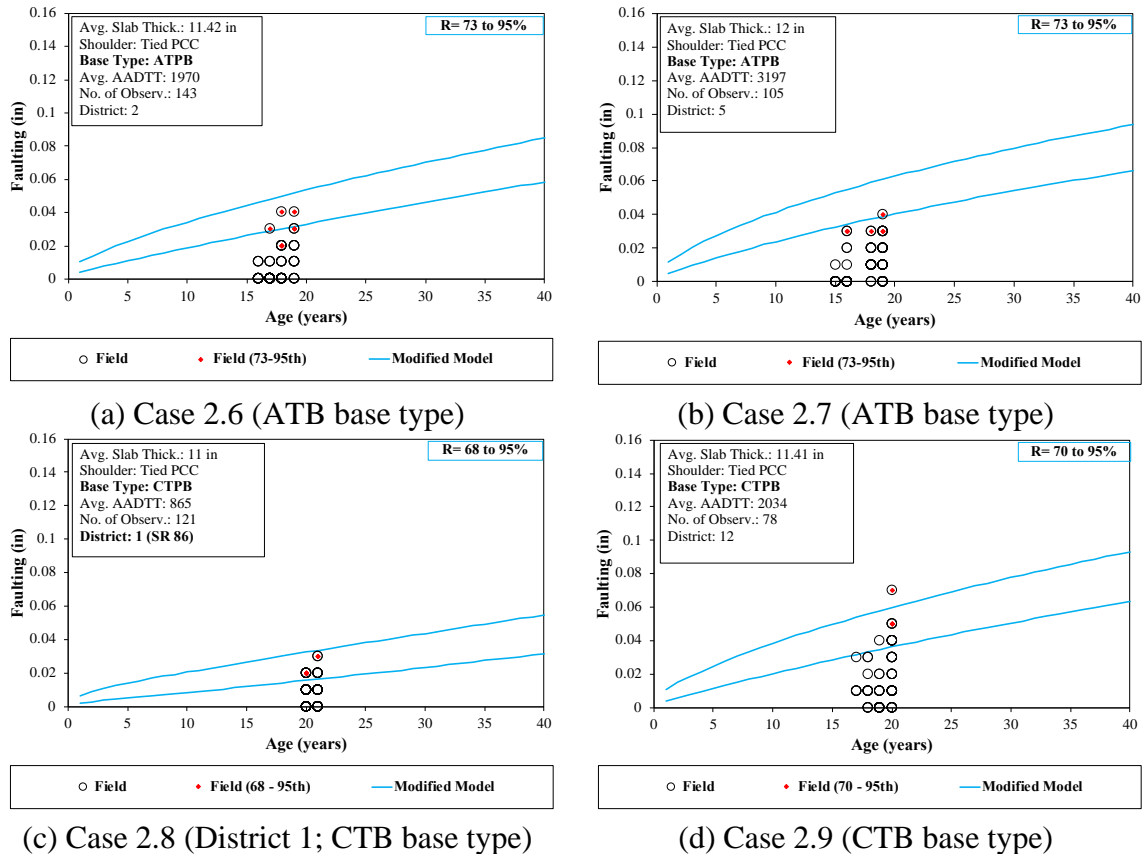 Avg. Slab Thick.: 11.42 in
Shoulder: Tied PCC
Base Type: ATPB
Avg. AADTT: 1970
No. of Observ.: 143
District: 2
R= 73 to 95%
0.16
0.14
0.12
0.1
0.08
0.06
0.04
0.02
0
Faulting (in)
0 5 10 15 20 25 30 35 40
Age (years)
Field Field (73-95th) Modified Model
(a) Case 2.6 (ATB base type)
Avg. Slab Thick.: 12 in
Shoulder: Tied PCC
Base Type: ATPB
Avg. AADTT: 3197
No. of Observ.: 105
District: 5
R= 73 to 95%
0.16
0.14
0.12
0.1
0.08
0.06
0.04
0.02
0
Faulting (in)
0 5 10 15 20 25 30 35 40
Age (years)
Field Field (73-95th) Modified Model
(b) Case 2.7 (ATB base type)
Avg. Slab Thick.: 11 in
Shoulder: Tied PCC
Base Type: CTPB
Avg. AADTT: 865
No. of Observ.: 121
District: 1 (SR 86)
R= 68 to 95%
0.16
0.14
0.12
0.1
0.08
0.06
0.04
0.02
0
Faulting (in)
0 5 10 15 20 25 30 35 40
Age (years)
Field Field (68 - 95th) Modified Model
(c) Case 2.8 (District 1; CTB base type)
Avg. Slab Thick.: 11.41 in
Shoulder: Tied PCC
Base Type: CTPB
Avg. AADTT: 2034
No. of Observ.: 78
District: 12
R= 70 to 95%
0.16
0.14
0.12
0.1
0.08
0.06
0.04
0.02
0
Faulting (in)
0 5 10 15 20 25 30 35 40
Age (years)
Field Field (70 - 95th) Modified Model
(d) Case 2.9 (CTB base type)